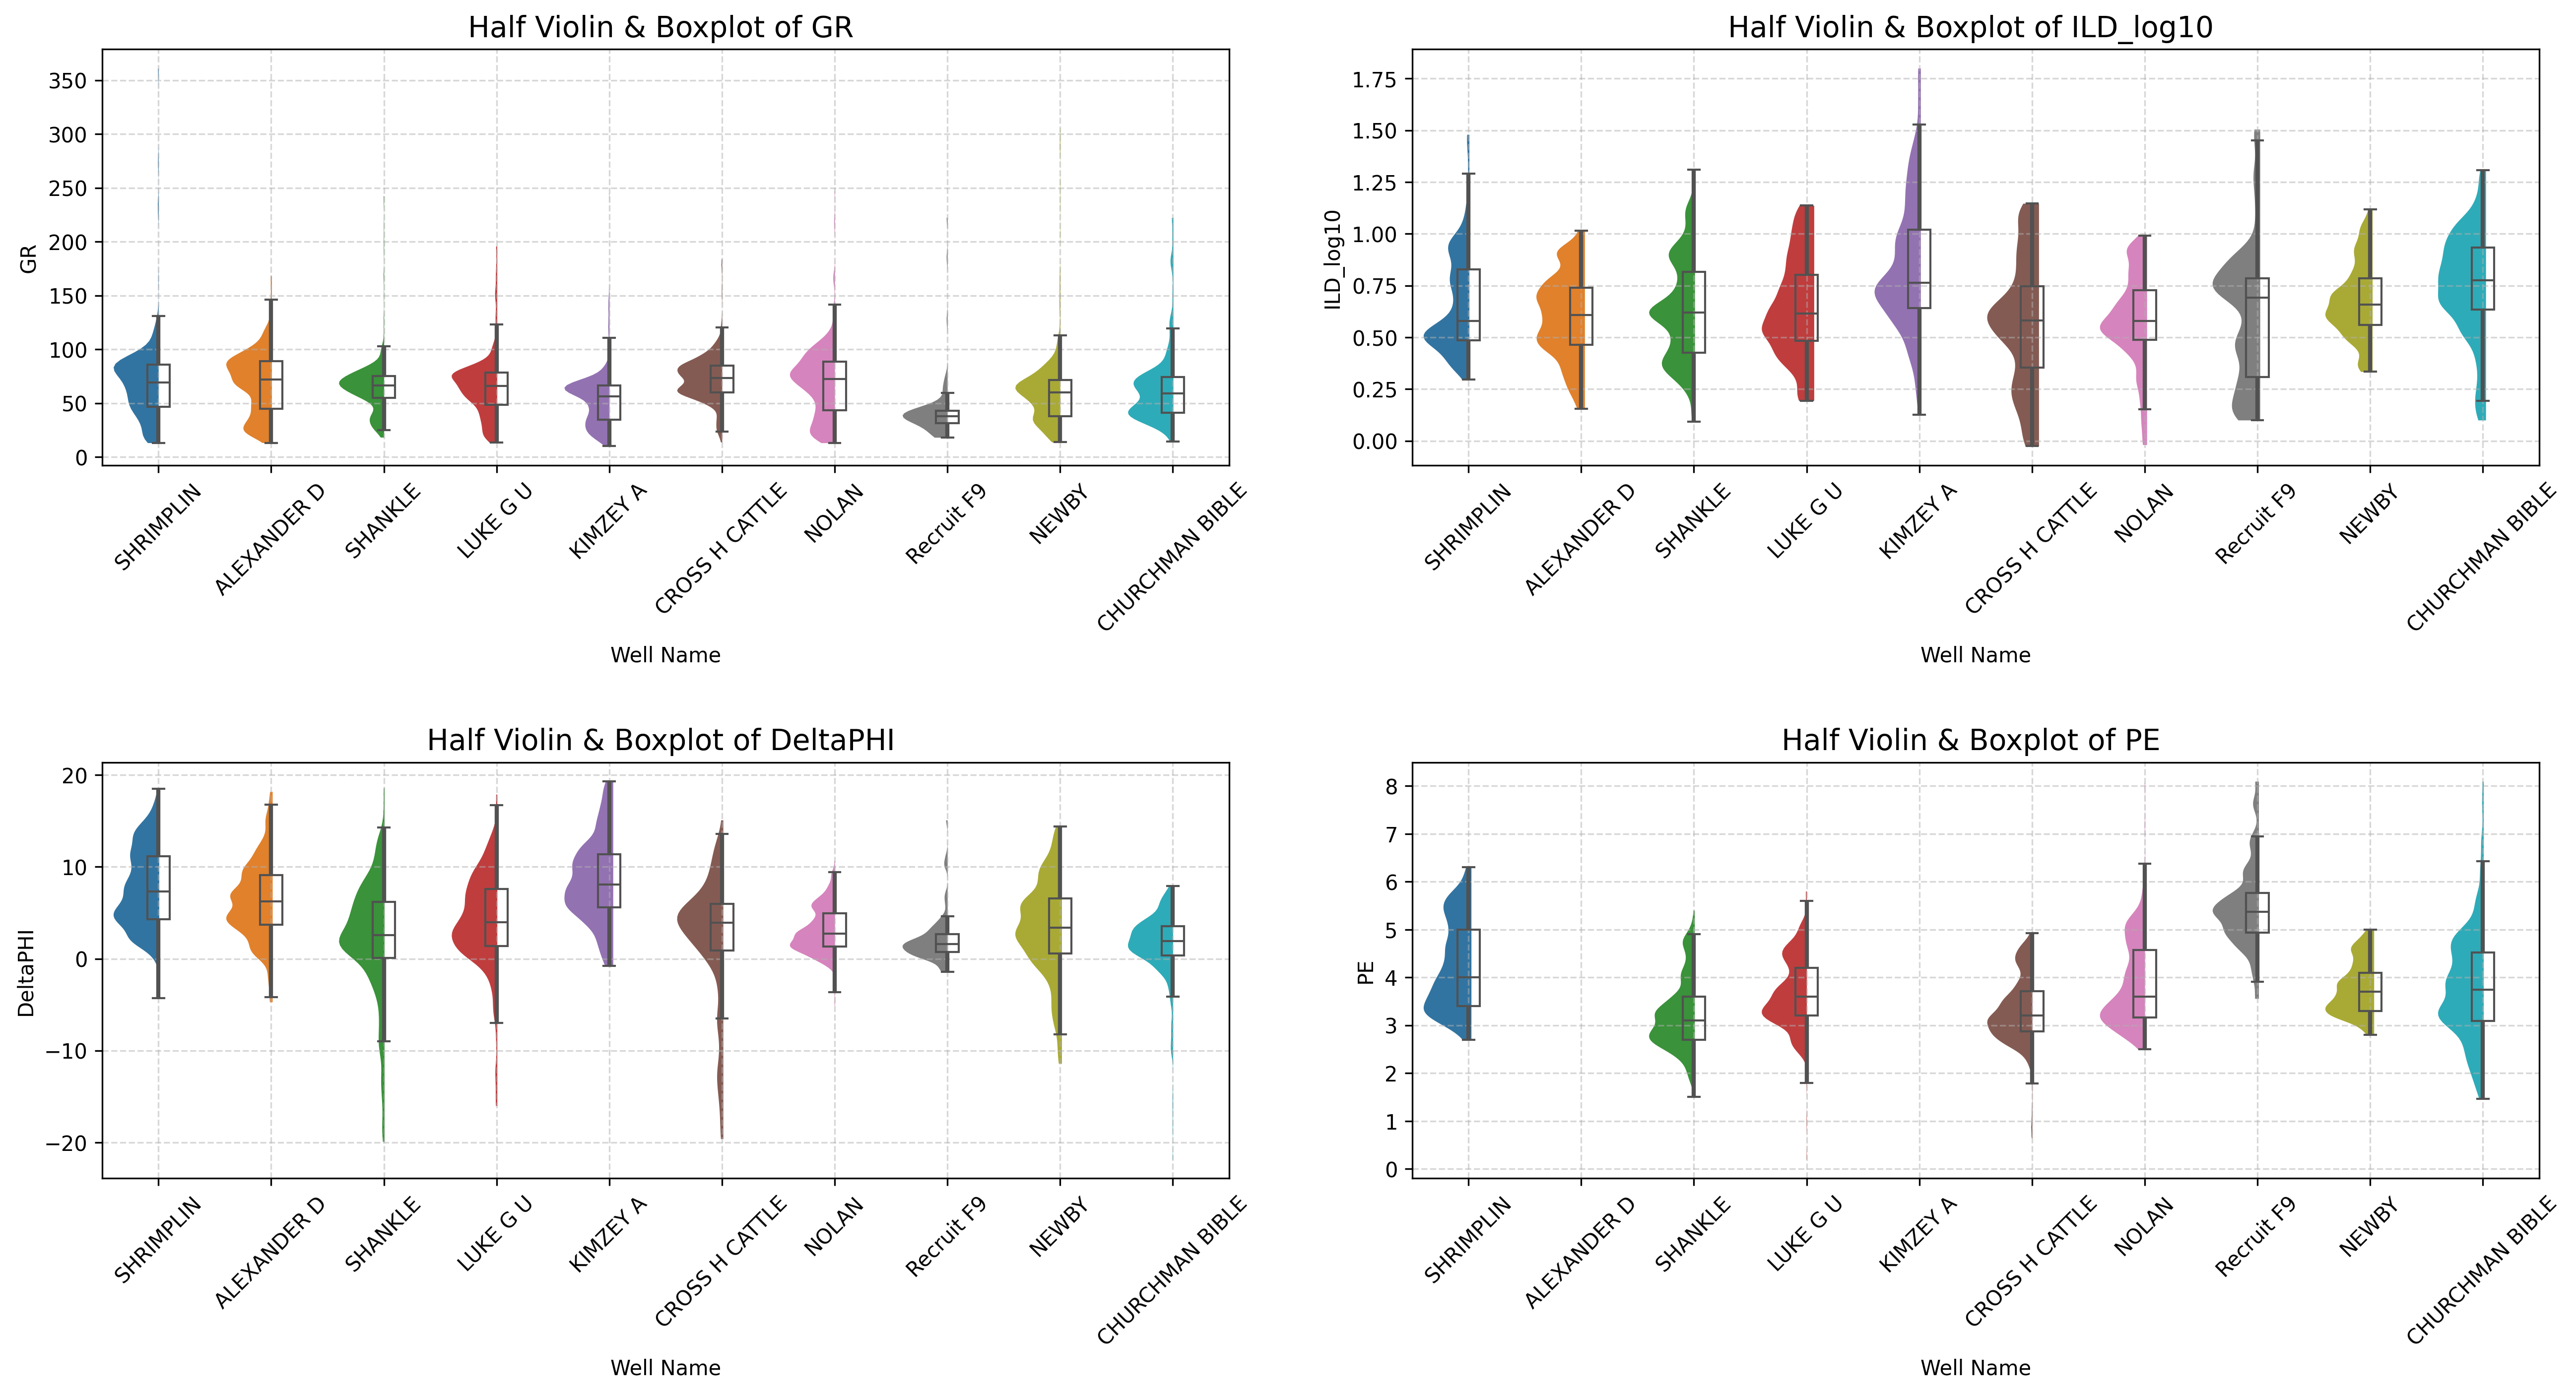 Half Violin & Boxplot of GR
GR
350
300
250
200
150
100
50
0
SHRIMPLIN
ALEXANDER D
SHANKLE
LUKE G U
KIMZEY A
CROSS H CATTLE
NOLAN
Recruit F9
NEWBY
CHURCHMAN BIBLE
Well Name
Half Violin & Boxplot of ILD_log10
ILD_log10
1.75
1.50
1.25
1.00
0.75
0.50
0.25
0.00
SHRIMPLIN
ALEXANDER D
SHANKLE
LUKE G U
KIMZEY A
CROSS H CATTLE
NOLAN
Recruit F9
NEWBY
CHURCHMAN BIBLE
Well Name
Half Violin & Boxplot of DeltaPHI
DeltaPHI
20
10
0
−10
−20
SHRIMPLIN
ALEXANDER D
SHANKLE
LUKE G U
KIMZEY A
CROSS H CATTLE
NOLAN
Recruit F9
NEWBY
CHURCHMAN BIBLE
Well Name
Half Violin & Boxplot of PE
PE
8
7
6
5
4
3
2
1
0
SHRIMPLIN
ALEXANDER D
SHANKLE
LUKE G U
KIMZEY A
CROSS H CATTLE
NOLAN
Recruit F9
NEWBY
CHURCHMAN BIBLE
Well Name